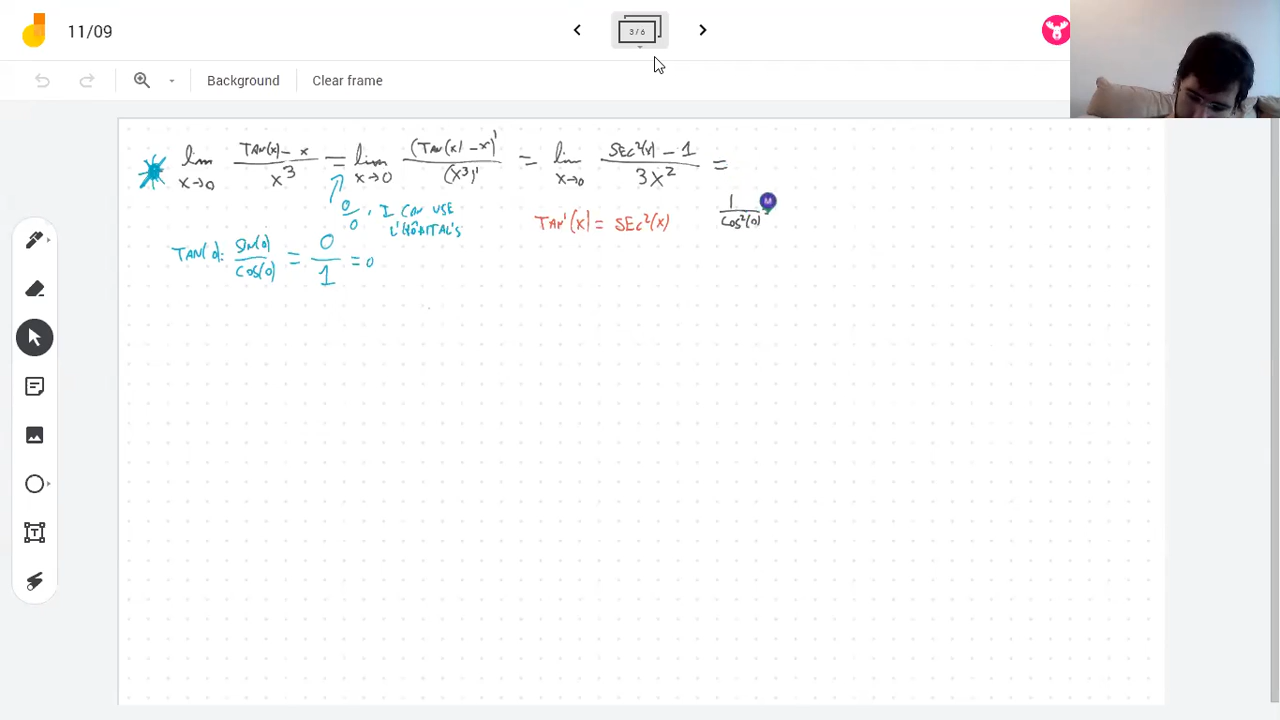 11/09
3 / 6
Background
Clear frame
lim x→0 (TAN(x) - x)/x³ = lim x→0 (TAN(x) - x)'/(x³)' = lim x→0 (SEC²(x) - 1)/3x² =
0/0, I CAN USE
L'HÔPITAL'S
TAN'(x) = SEC²(x)
1/cos²(0)
M
TAN(0): sin(0)/cos(0) = 0/1 = 0